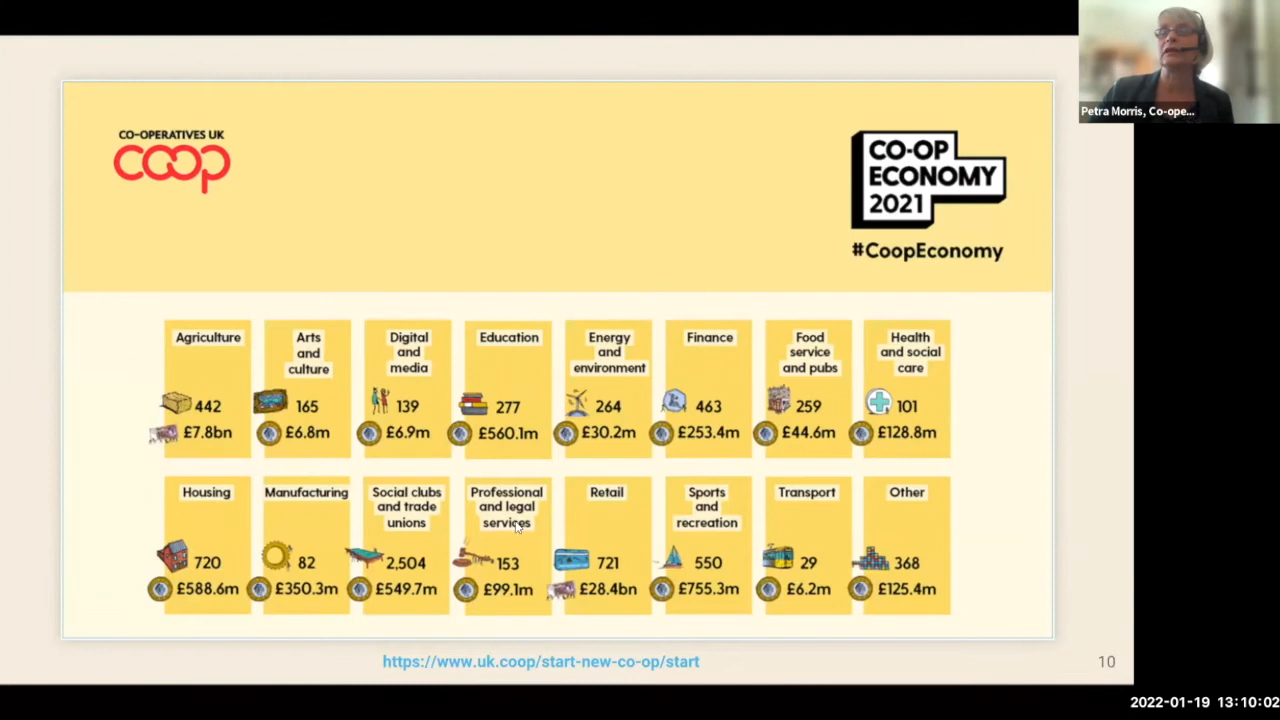 CO-OPERATIVES UK
coop
CO-OP
ECONOMY
2021
#CoopEconomy
Petra Morris, Co-ope...
Agriculture
442
£7.8bn
Arts
and
culture
165
£6.8m
Digital
and
media
139
£6.9m
Education
277
£560.1m
Energy
and
environment
264
£30.2m
Finance
463
£253.4m
Food
service
and pubs
259
£44.6m
Health
and social
care
101
£128.8m
Housing
720
£588.6m
Manufacturing
82
£350.3m
Social clubs
and trade
unions
2,504
£549.7m
Professional
and legal
services
153
£99.1m
Retail
721
£28.4bn
Sports
and
recreation
550
£755.3m
Transport
29
£6.2m
Other
368
£125.4m
https://www.uk.coop/start-new-co-op/start
10
2022-01-19 13:10:02